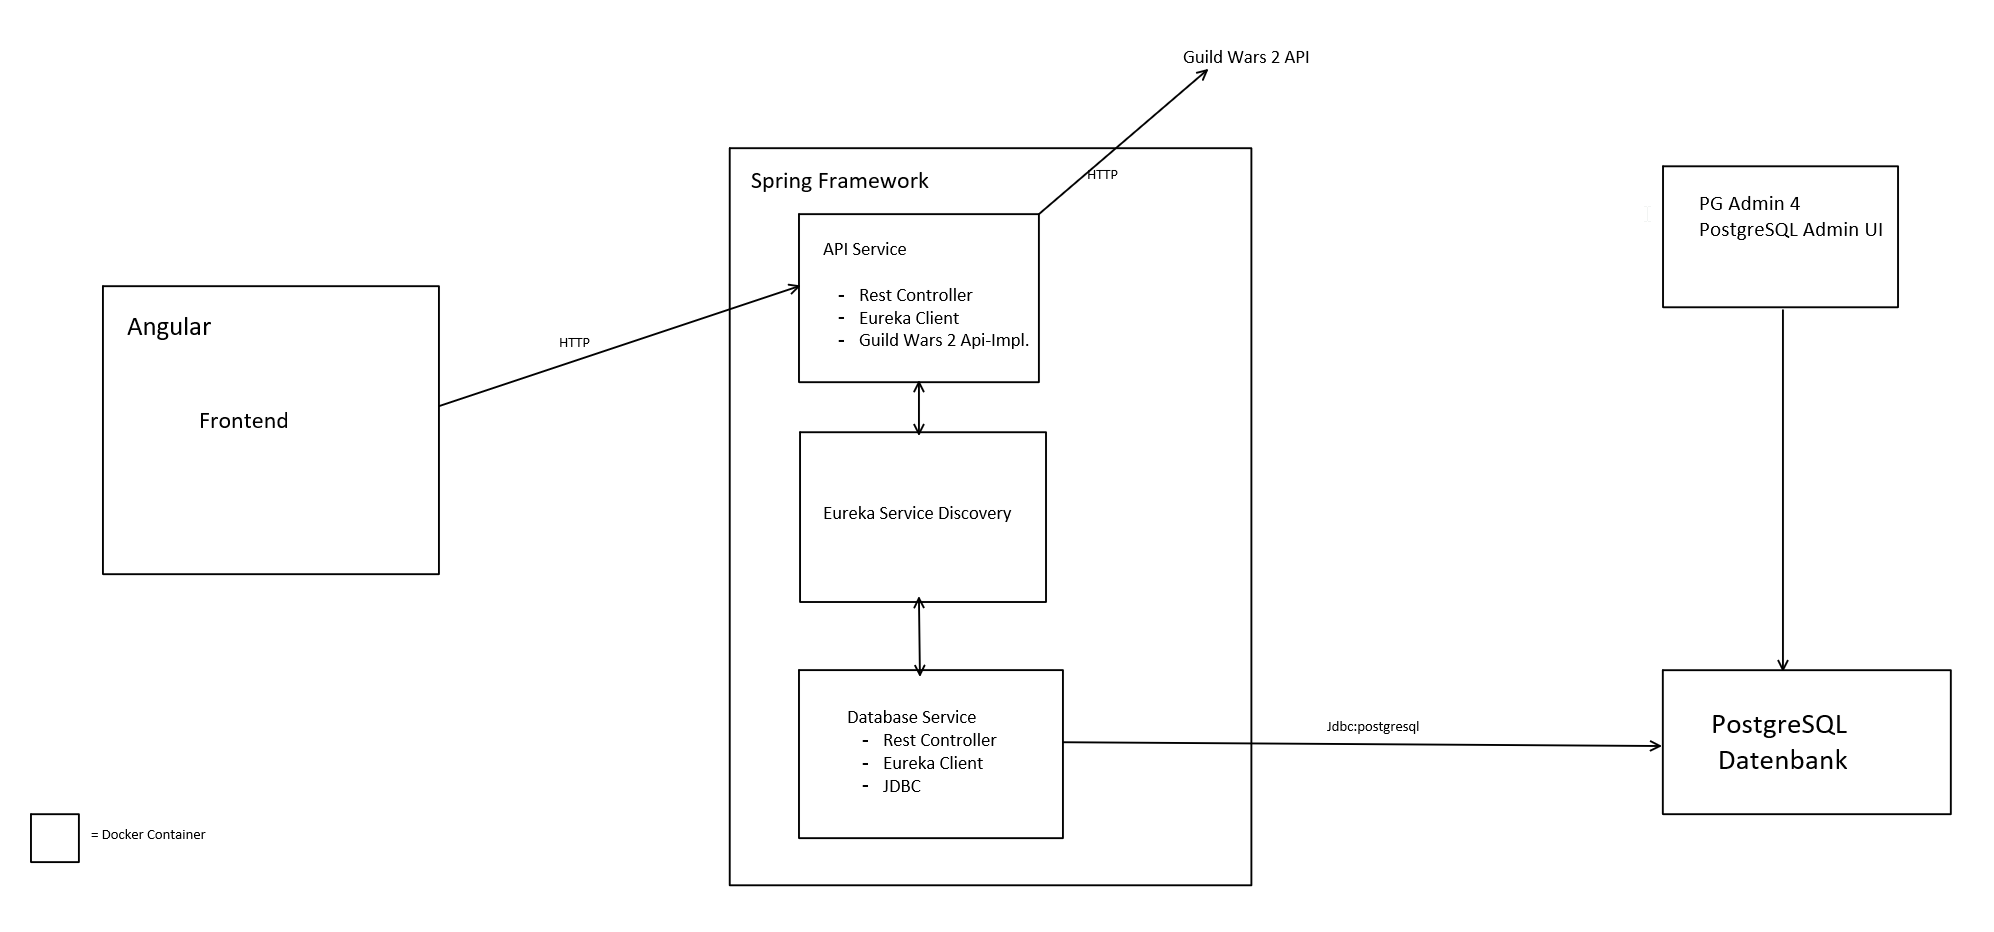 Guild Wars 2 API
HTTP
Spring Framework
API Service
- Rest Controller
- Eureka Client
- Guild Wars 2 Api-Impl.
PG Admin 4
PostgreSQL Admin UI
Angular
Frontend
HTTP
Eureka Service Discovery
Database Service
- Rest Controller
- Eureka Client
- JDBC
Jdbc:postgresql
PostgreSQL
Datenbank
= Docker Container